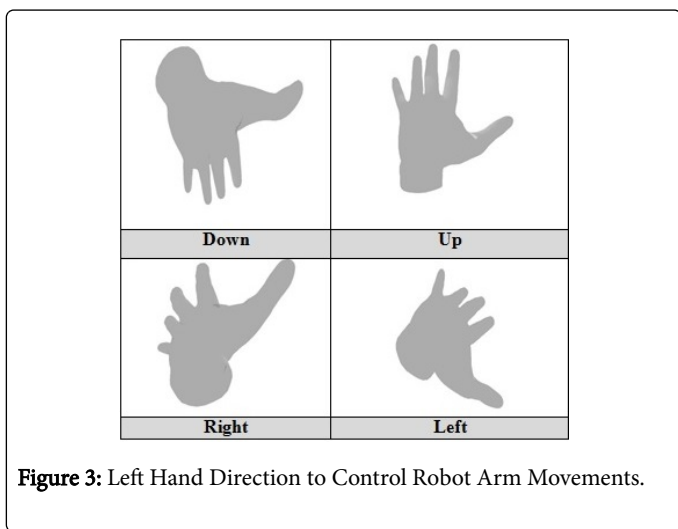 Down Up
Right Left
Figure 3: Left Hand Direction to Control Robot Arm Movements.